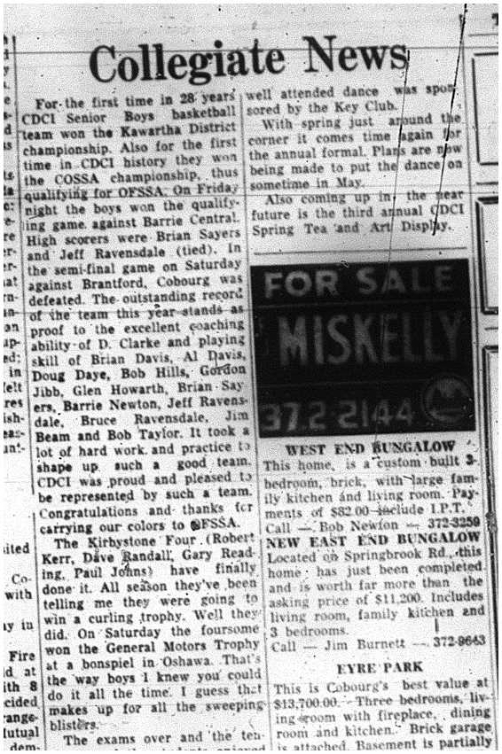 Collegiate News
For the first time in 28 years
CDCI Senior Boys basketball
team won the Kawartha District
championship. Also for the first
time in CDCI history they won
the COSSA championship, thus
qualifying for OFSSA. On Friday
night the boys won the qualify-
ing game against Barrie Central.
High scorers were Brian Sayers
and Jeff Ravensdale (tied). In
the semi-final game on Saturday
against Brantford, Cobourg was
defeated. The outstanding record
of the team this year stands as
proof to the excellent coaching
ability of D. Clarke and playing
skill of Brian Davis, Al Davis,
Doug Daye, Bob Hills, Gordon
Jibb, Glen Howarth, Brian Say
ers, Barrie Newton, Jeff Ravens-
dale, Bruce Ravensdale, Jim
Beam and Bob Taylor. It took a
lot of hard work and practice to
shape up such a good team.
CDCI was proud and pleased to
be represented by such a team.
Congratulations and thanks for
carrying our colors to OFSSA.
The Kirbystone Four (Robert
Kerr, Dave Randall, Gary Read-
ing, Paul Johns) have finally
done it. All season they've been
telling me they were going to
win a curling trophy. Well they
did. On Saturday the foursome
won the General Motors Trophy
at a bonspiel in Oshawa. That's
the way boys I knew you could
do it all the time. I guess that
makes up for all the sweeping
blisters.
The exams over and the ten-
well attended dance was spon-
sored by the Key Club.
With spring just around the
corner it comes time again for
the annual formal. Plans are now
being made to put the dance on
sometime in May.
Also coming up in the near
future is the third annual CDCI
Spring Tea and Art Display.
FOR SALE
MISKELLY
372-2144
WEST END BUNGALOW
This home, is a custom built 3-
bedroom, brick, with large fam-
ily kitchen and living room. Pay-
ments of $82.00 include I.P.T.
Call — Bob Newton — 372-3250
NEW EAST END BUNGALOW
Located on Springbrook Rd., this
home has just been completed
and is worth far more than the
asking price of $11,200. Includes
living room, family kitchen and
3 bedrooms.
Call — Jim Burnett — 372-9663
EYRE PARK
This is Cobourg's best value at
$13,700.00 — Three bedrooms, liv-
ing room with fireplace, dining
room and kitchen. Brick garage
is attached. Basement is partially